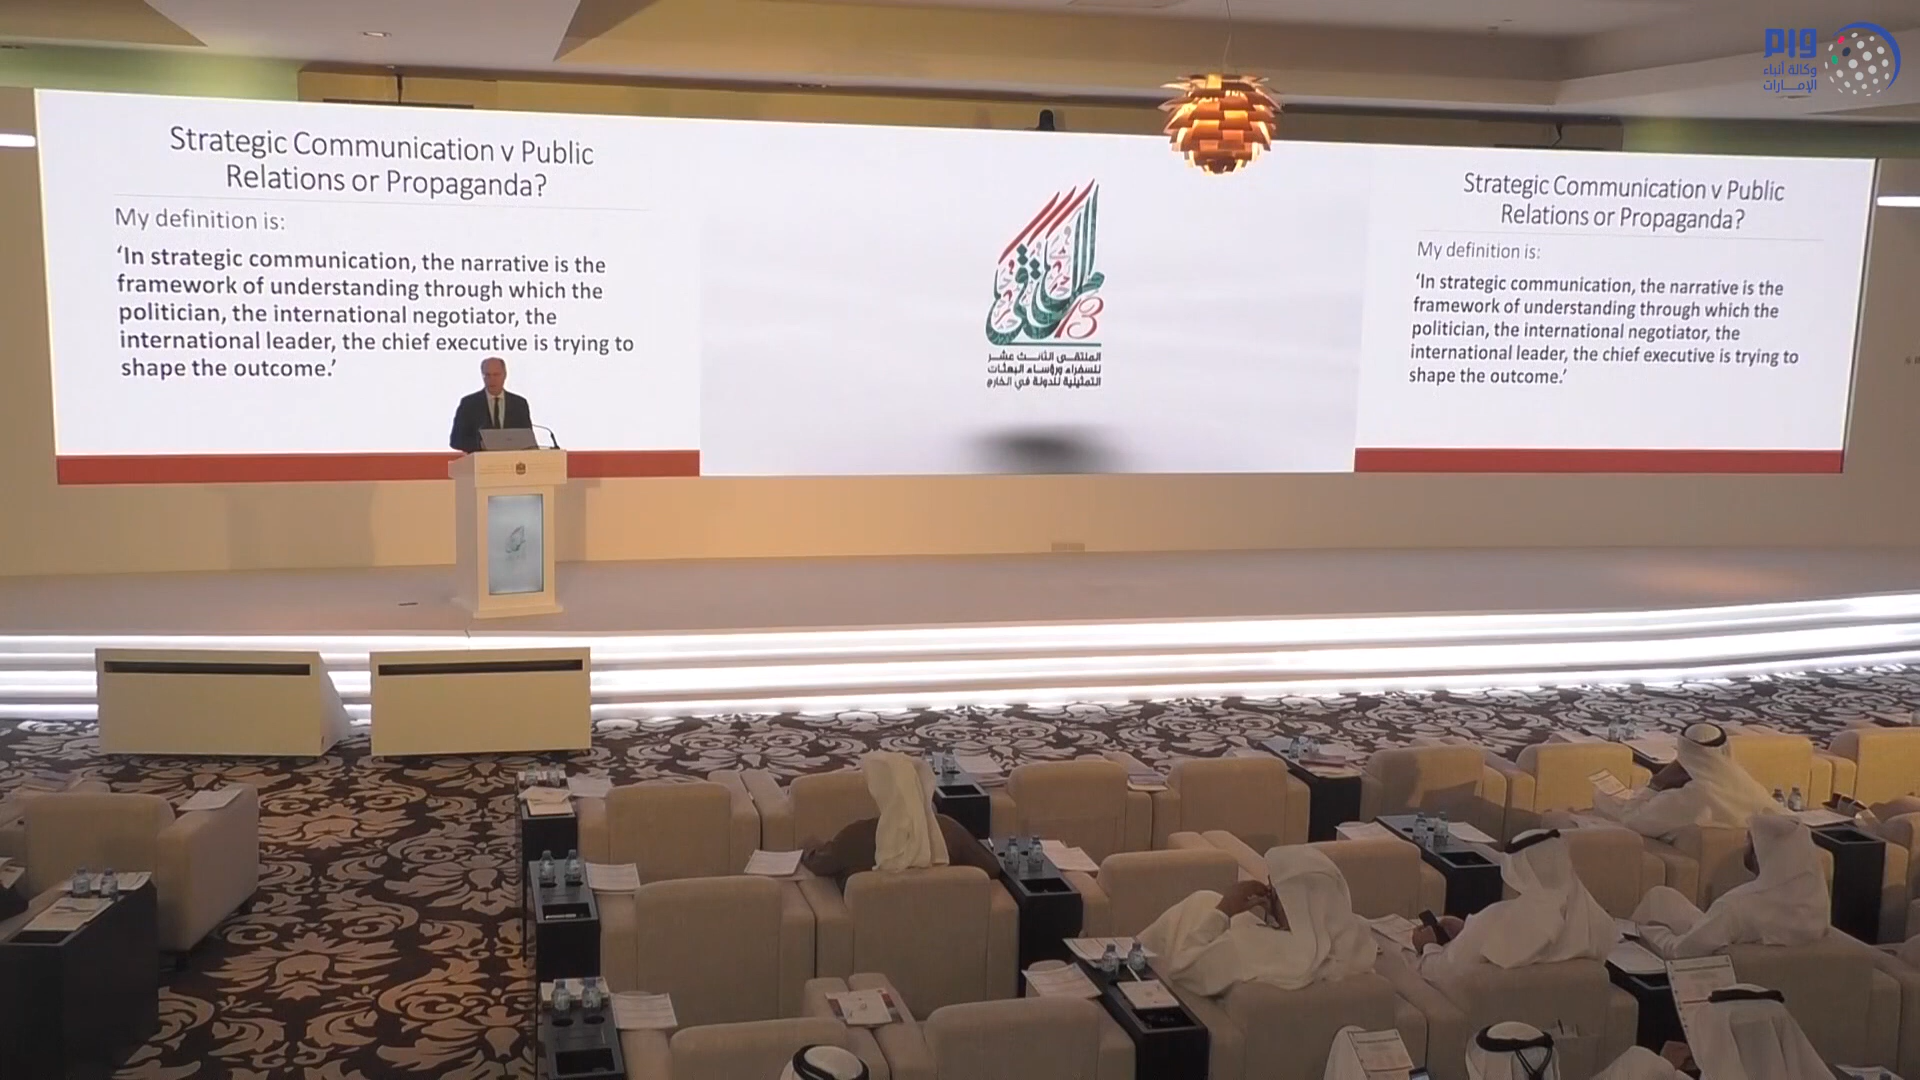 وام
وكالة أنباء
الإمارات
Strategic Communication v Public
Relations or Propaganda?
My definition is:
‘In strategic communication, the narrative is the
framework of understanding through which the
politician, the international negotiator, the
international leader, the chief executive is trying to
shape the outcome.’
13
الملتقى الثالث عشر
للسفراء ورؤساء البعثات
التمثيلية للدولة في الخارج
Strategic Communication v Public
Relations or Propaganda?
My definition is:
‘In strategic communication, the narrative is the
framework of understanding through which the
politician, the international negotiator, the
international leader, the chief executive is trying to
shape the outcome.’